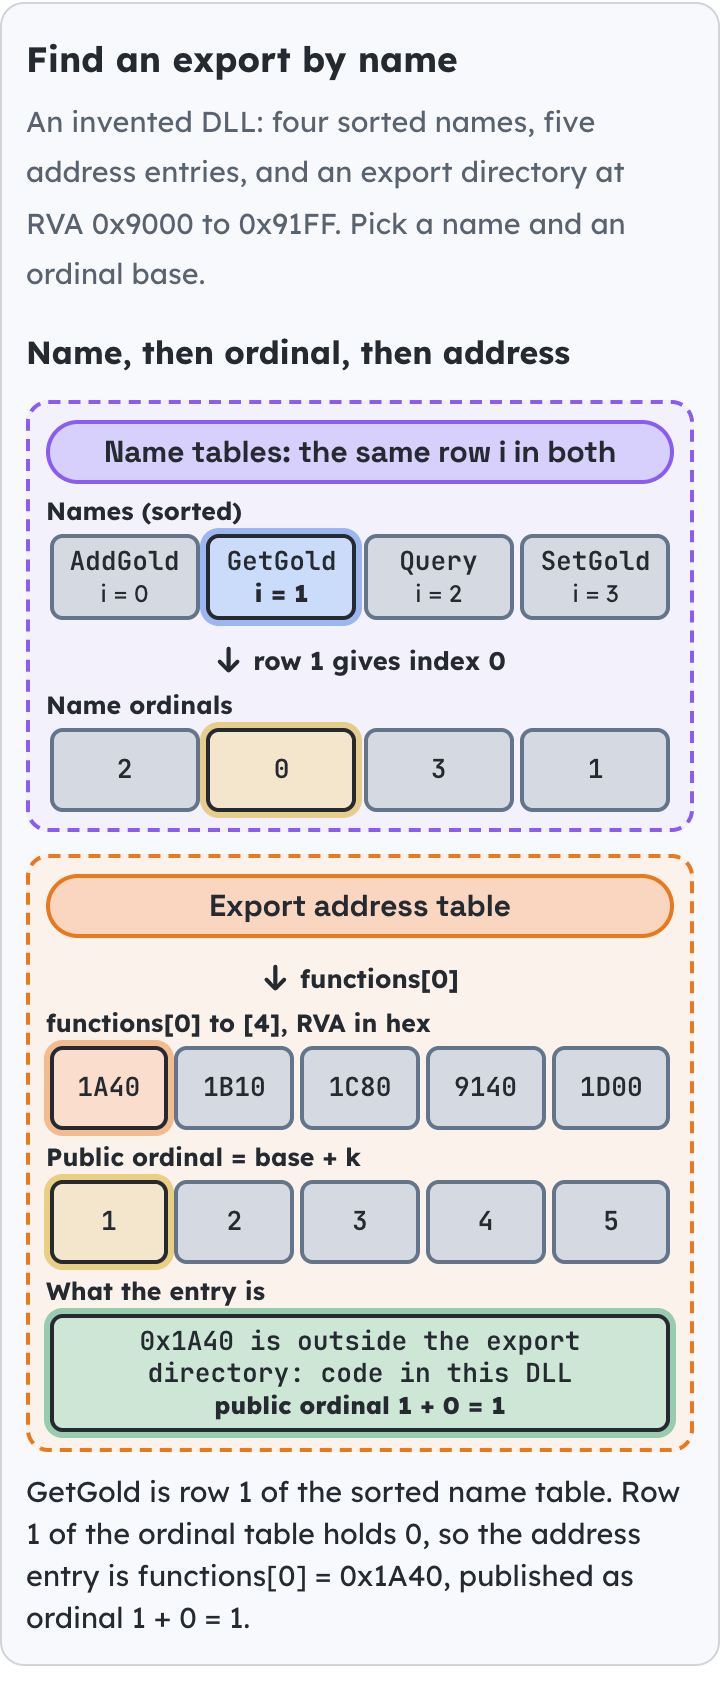 Find an export by name
An invented DLL: four sorted names, five
address entries, and an export directory at
RVA 0x9000 to 0x91FF. Pick a name and an
ordinal base.
Name, then ordinal, then address
Name tables: the same row i in both
Names (sorted)
AddGold GetGold Query SetGold
i = 0 i = 1 i = 2 i = 3
↓ row 1 gives index 0
Name ordinals
2 0 3 1
Export address table
↓ functions[0]
functions[0] to [4], RVA in hex
1A40 1B10 1C80 9140 1D00
Public ordinal = base + k
1 2 3 4 5
What the entry is
0x1A40 is outside the export
directory: code in this DLL
public ordinal 1 + 0 = 1
GetGold is row 1 of the sorted name table. Row
1 of the ordinal table holds 0, so the address
entry is functions[0] = 0x1A40, published as
ordinal 1 + 0 = 1.